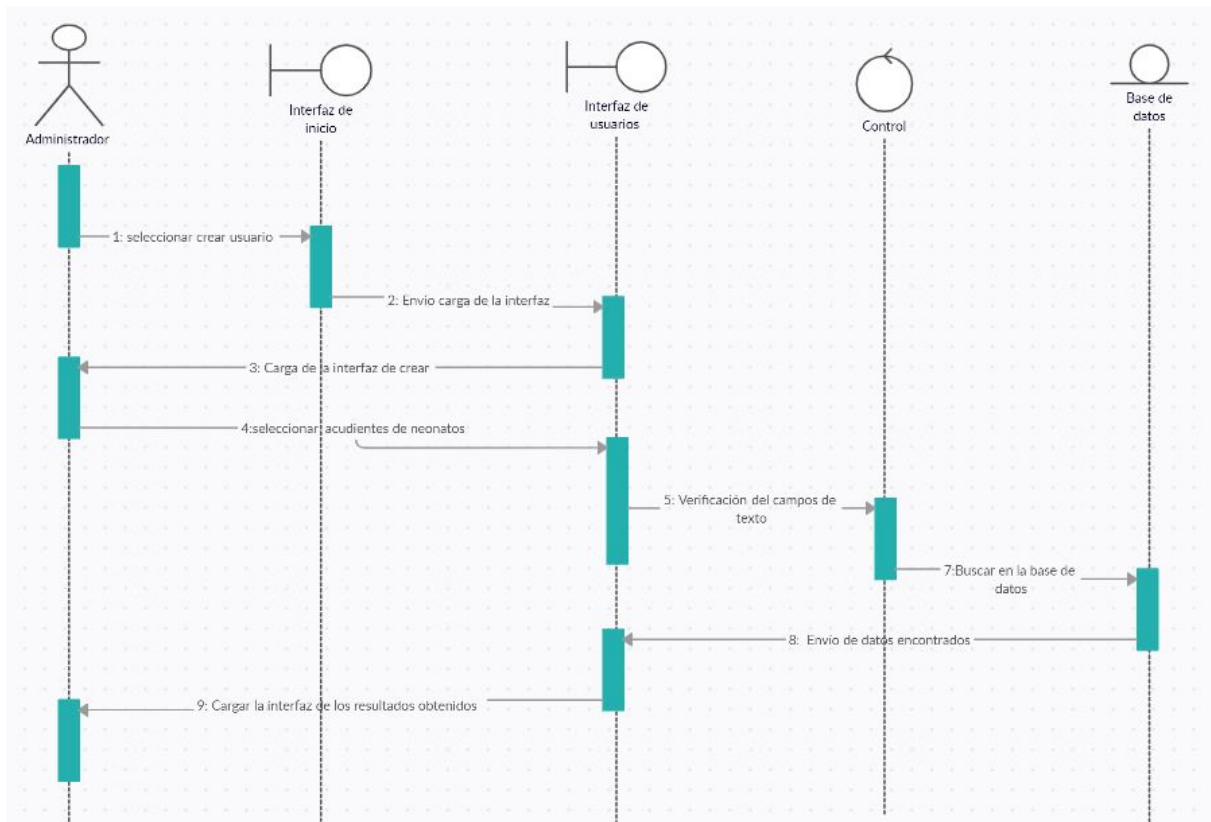 Administrador
Interfaz de
inicio
Interfaz de
usuarios
Control
Base de
datos
1: seleccionar crear usuario
2: Envio carga de la interfaz
3: Carga de la interfaz de crear
4:seleccionar acudientes de neonatos
5: Verificación del campos de
texto
7:Buscar en la base de
datos
8: Envío de datos encontrados
9: Cargar la interfaz de los resultados obtenidos